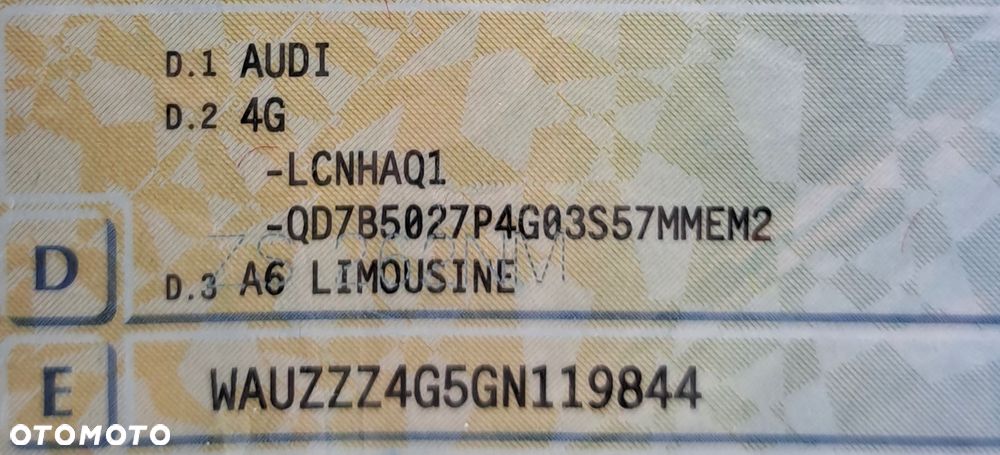 D.1 AUDI
D.2 4G
-LCNHAQ1
-QD7B5027P4G03S57MMEM2
D
D.3 A6 LIMOUSINE
E WAUZZZ4G5GN119844
OTOMOTO